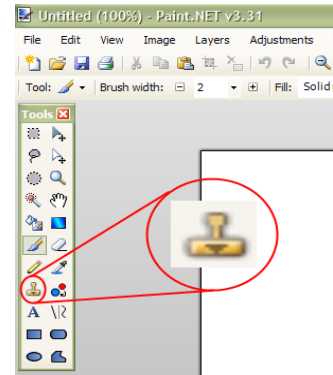 Untitled (100%) - Paint.NET v3.31
File Edit View Image Layers Adjustments
Tool: Brush width: 2 Fill: Solid
Tools
A